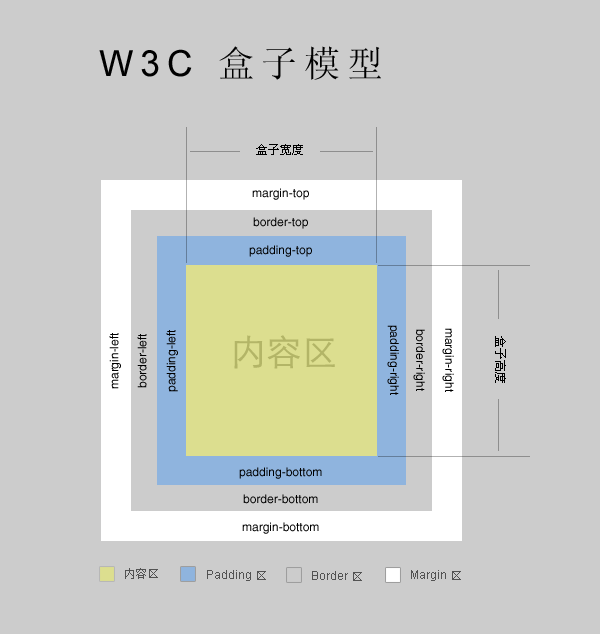 W3C 盒子模型
盒子宽度
margin-top
border-top
padding-top
margin-left
border-left
padding-left
内容区
padding-right
border-right
margin-right
盒子高度
padding-bottom
border-bottom
margin-bottom
内容区 Padding 区 Border 区 Margin 区